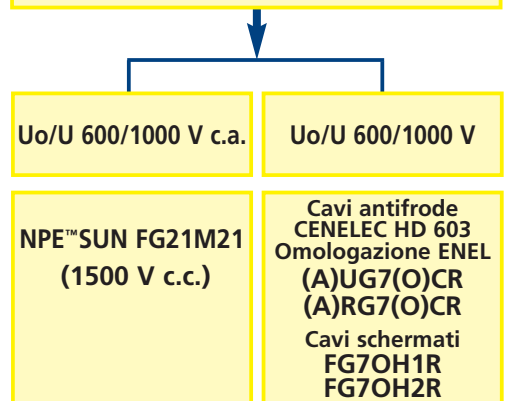 Uo/U 600/1000 V c.a.
Uo/U 600/1000 V
NPE™SUN FG21M21
(1500 V c.c.)
Cavi antifrode
CENELEC HD 603
Omologazione ENEL
(A)UG7(O)CR
(A)RG7(O)CR
Cavi schermati
FG7OH1R
FG7OH2R